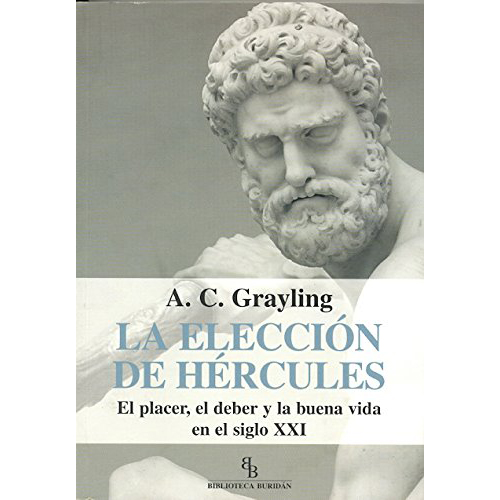 A. C. Grayling
LA ELECCIÓN
DE HÉRCULES
El placer, el deber y la buena vida
en el siglo XXI
BB
BIBLIOTECA BURIDÁN